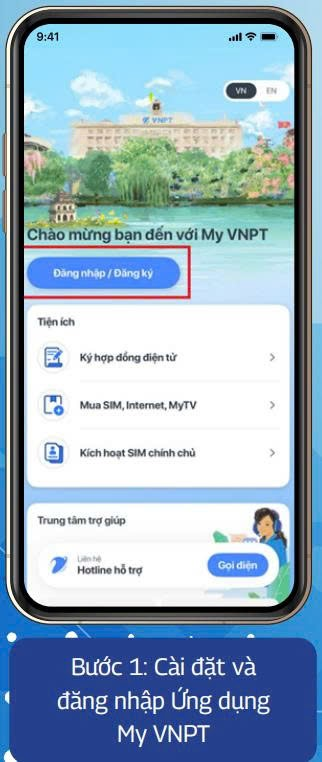 9:41
VN EN
VNPT
Chào mừng bạn đến với My VNPT
Đăng nhập / Đăng ký
Tiện ích
Ký hợp đồng điện tử
Mua SIM, Internet, MyTV
Kích hoạt SIM chính chủ
Trung tâm trợ giúp
Liên hệ
Hotline hỗ trợ
Gọi điện
Bước 1: Cài đặt và
đăng nhập Ứng dụng
My VNPT